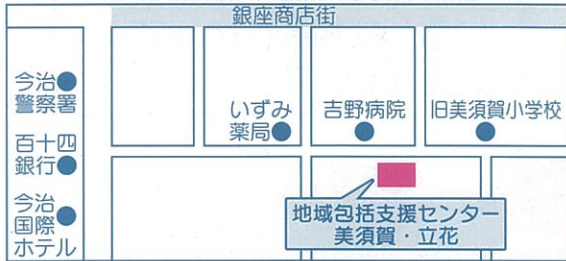 銀座商店街
今治
警察署
百十四
銀行
今治
国際
ホテル
いずみ
薬局
吉野病院
旧美須賀小学校
地域包括支援センター
美須賀・立花